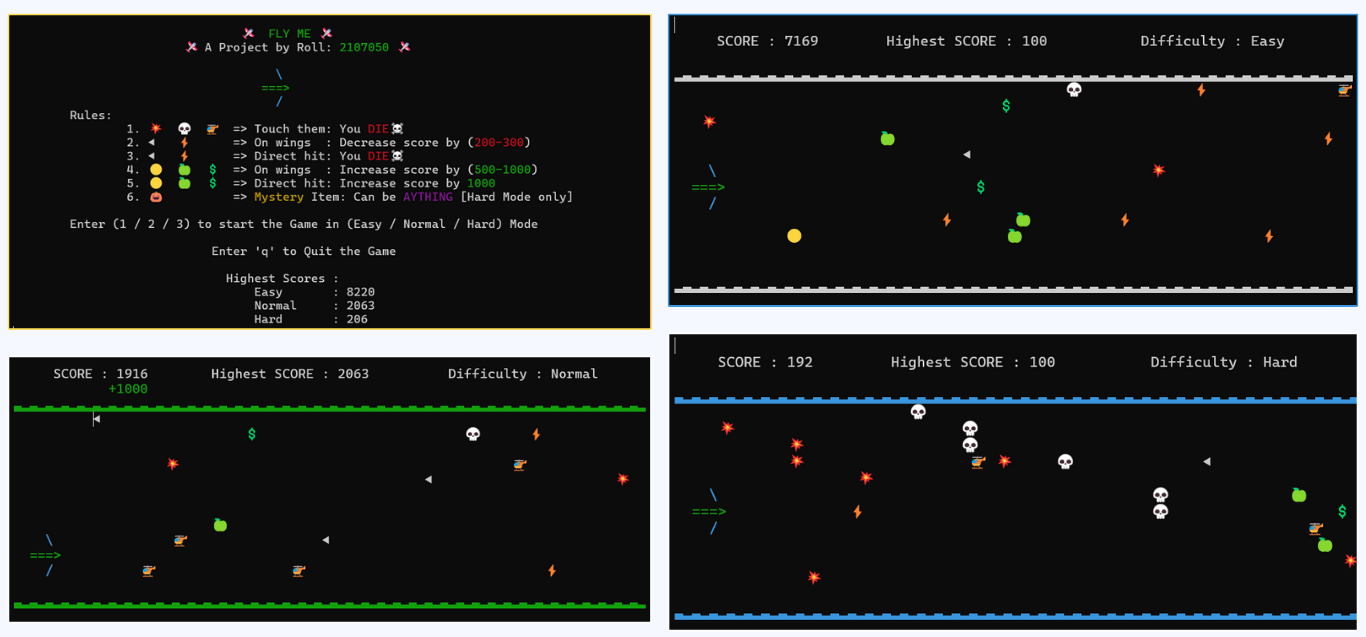 FLY ME
A Project by Roll: 2107050
\
===>
/
Rules:
1. => Touch them: You DIE
2. => On wings : Decrease score by (200-300)
3. => Direct hit: You DIE
4. $ => On wings : Increase score by (500-1000)
5. $ => Direct hit: Increase score by 1000
6. => Mystery Item: Can be AYTHING [Hard Mode only]
Enter (1 / 2 / 3) to start the Game in (Easy / Normal / Hard) Mode
Enter 'q' to Quit the Game
Highest Scores :
Easy : 8220
Normal : 2063
Hard : 206
SCORE : 7169 Highest SCORE : 100 Difficulty : Easy
$
\
===> $
/
SCORE : 1916 Highest SCORE : 2063 Difficulty : Normal
+1000
$
\
===>
/
SCORE : 192 Highest SCORE : 100 Difficulty : Hard
\
===> $
/